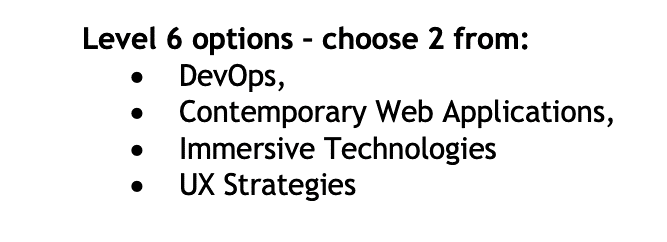 Level 6 options – choose 2 from:
• DevOps,
• Contemporary Web Applications,
• Immersive Technologies
• UX Strategies